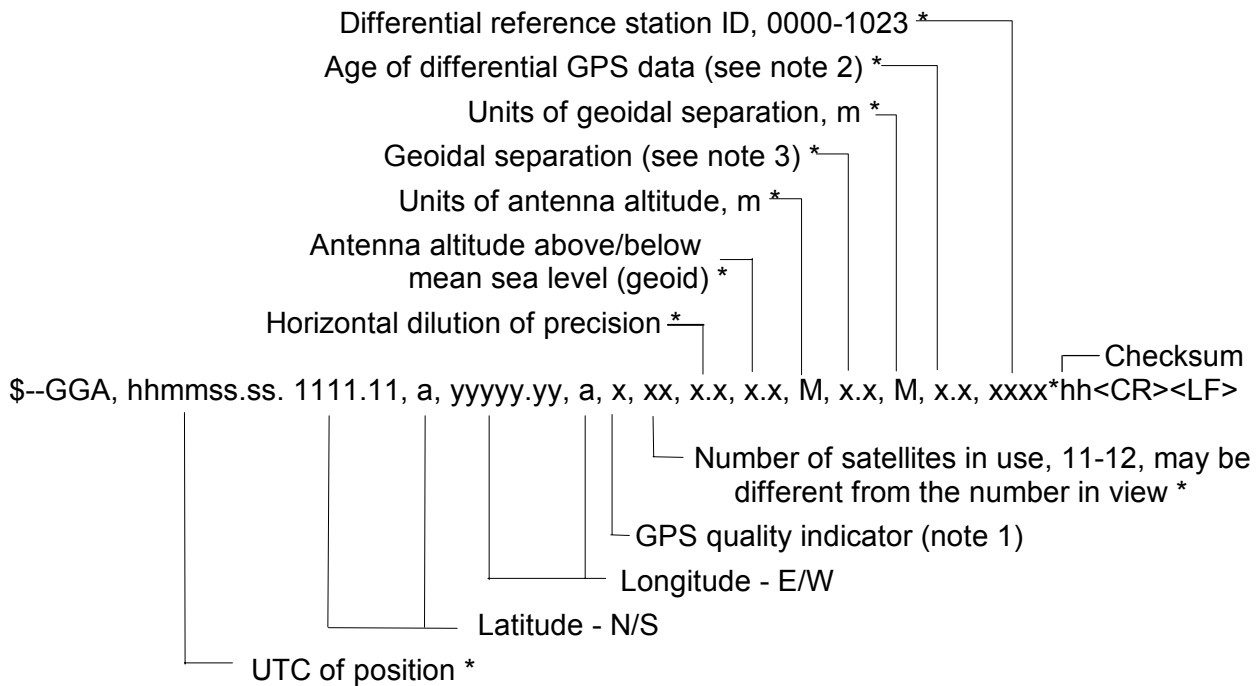 Differential reference station ID, 0000-1023 *
Age of differential GPS data (see note 2) *
Units of geoidal separation, m *
Geoidal separation (see note 3) *
Units of antenna altitude, m *
Antenna altitude above/below
mean sea level (geoid) *
Horizontal dilution of precision *
Checksum
$--GGA, hhmmss.ss. 1111.11, a, yyyyy.yy, a, x, xx, x.x, x.x, M, x.x, M, x.x, xxxx*hh<CR><LF>
Number of satellites in use, 11-12, may be
different from the number in view *
GPS quality indicator (note 1)
Longitude - E/W
Latitude - N/S
UTC of position *